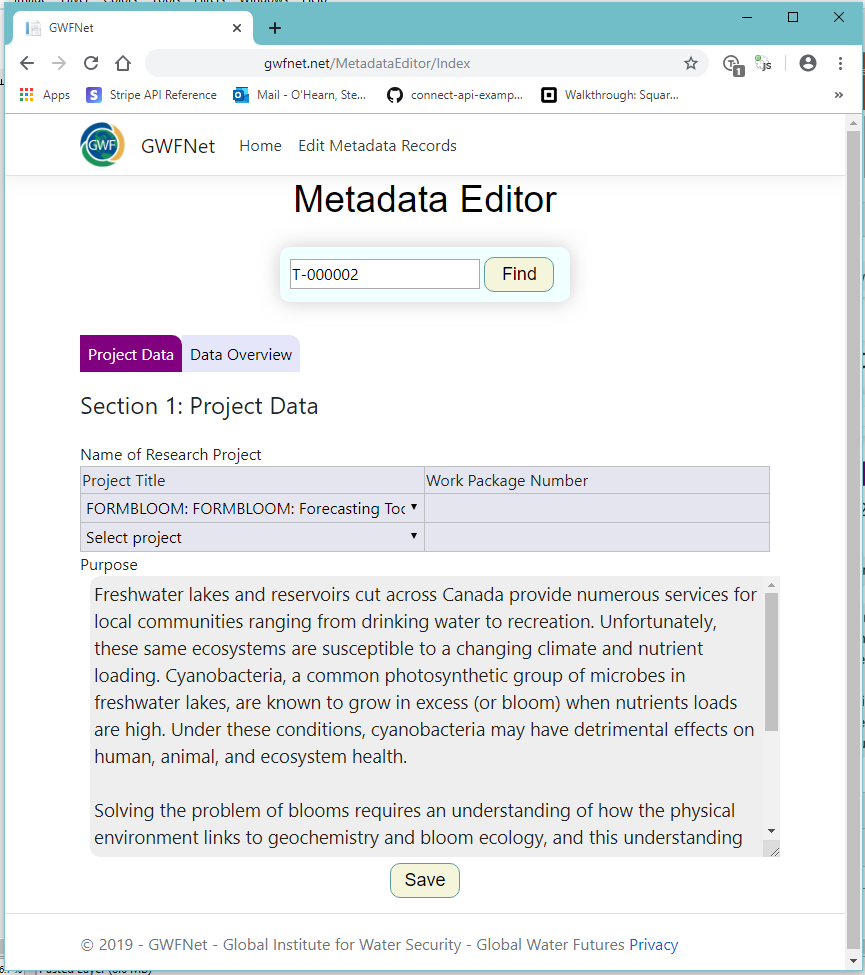 GWFNet
gwfnet.net/MetadataEditor/Index
1
js
Apps
Stripe API Reference
Mail - O'Hearn, Ste...
connect-api-examp...
Walkthrough: Squar...
»
GWF
GWFNet
Home
Edit Metadata Records
Metadata Editor
T-000002
Find
Project Data
Data Overview
Section 1: Project Data
Name of Research Project
Project Title
Work Package Number
FORMBLOOM: FORMBLOOM: Forecasting Too
Select project
Purpose
Freshwater lakes and reservoirs cut across Canada provide numerous services for
local communities ranging from drinking water to recreation. Unfortunately,
these same ecosystems are susceptible to a changing climate and nutrient
loading. Cyanobacteria, a common photosynthetic group of microbes in
freshwater lakes, are known to grow in excess (or bloom) when nutrients loads
are high. Under these conditions, cyanobacteria may have detrimental effects on
human, animal, and ecosystem health.
Solving the problem of blooms requires an understanding of how the physical
environment links to geochemistry and bloom ecology, and this understanding
Save
© 2019 - GWFNet - Global Institute for Water Security - Global Water Futures Privacy